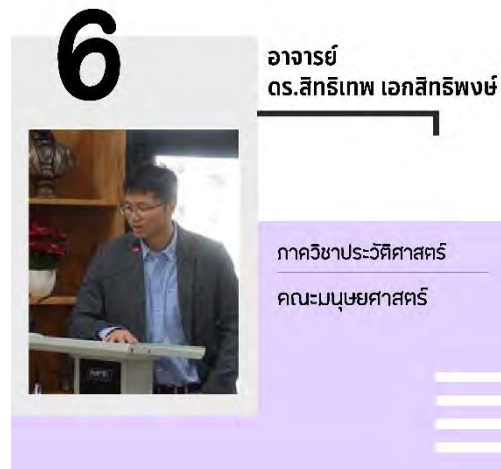 6
อาจารย์
ดร.สิทธิเทพ เอกสิทธิพงษ์
ภาควิชาประวัติศาสตร์
คณะมนุษยศาสตร์